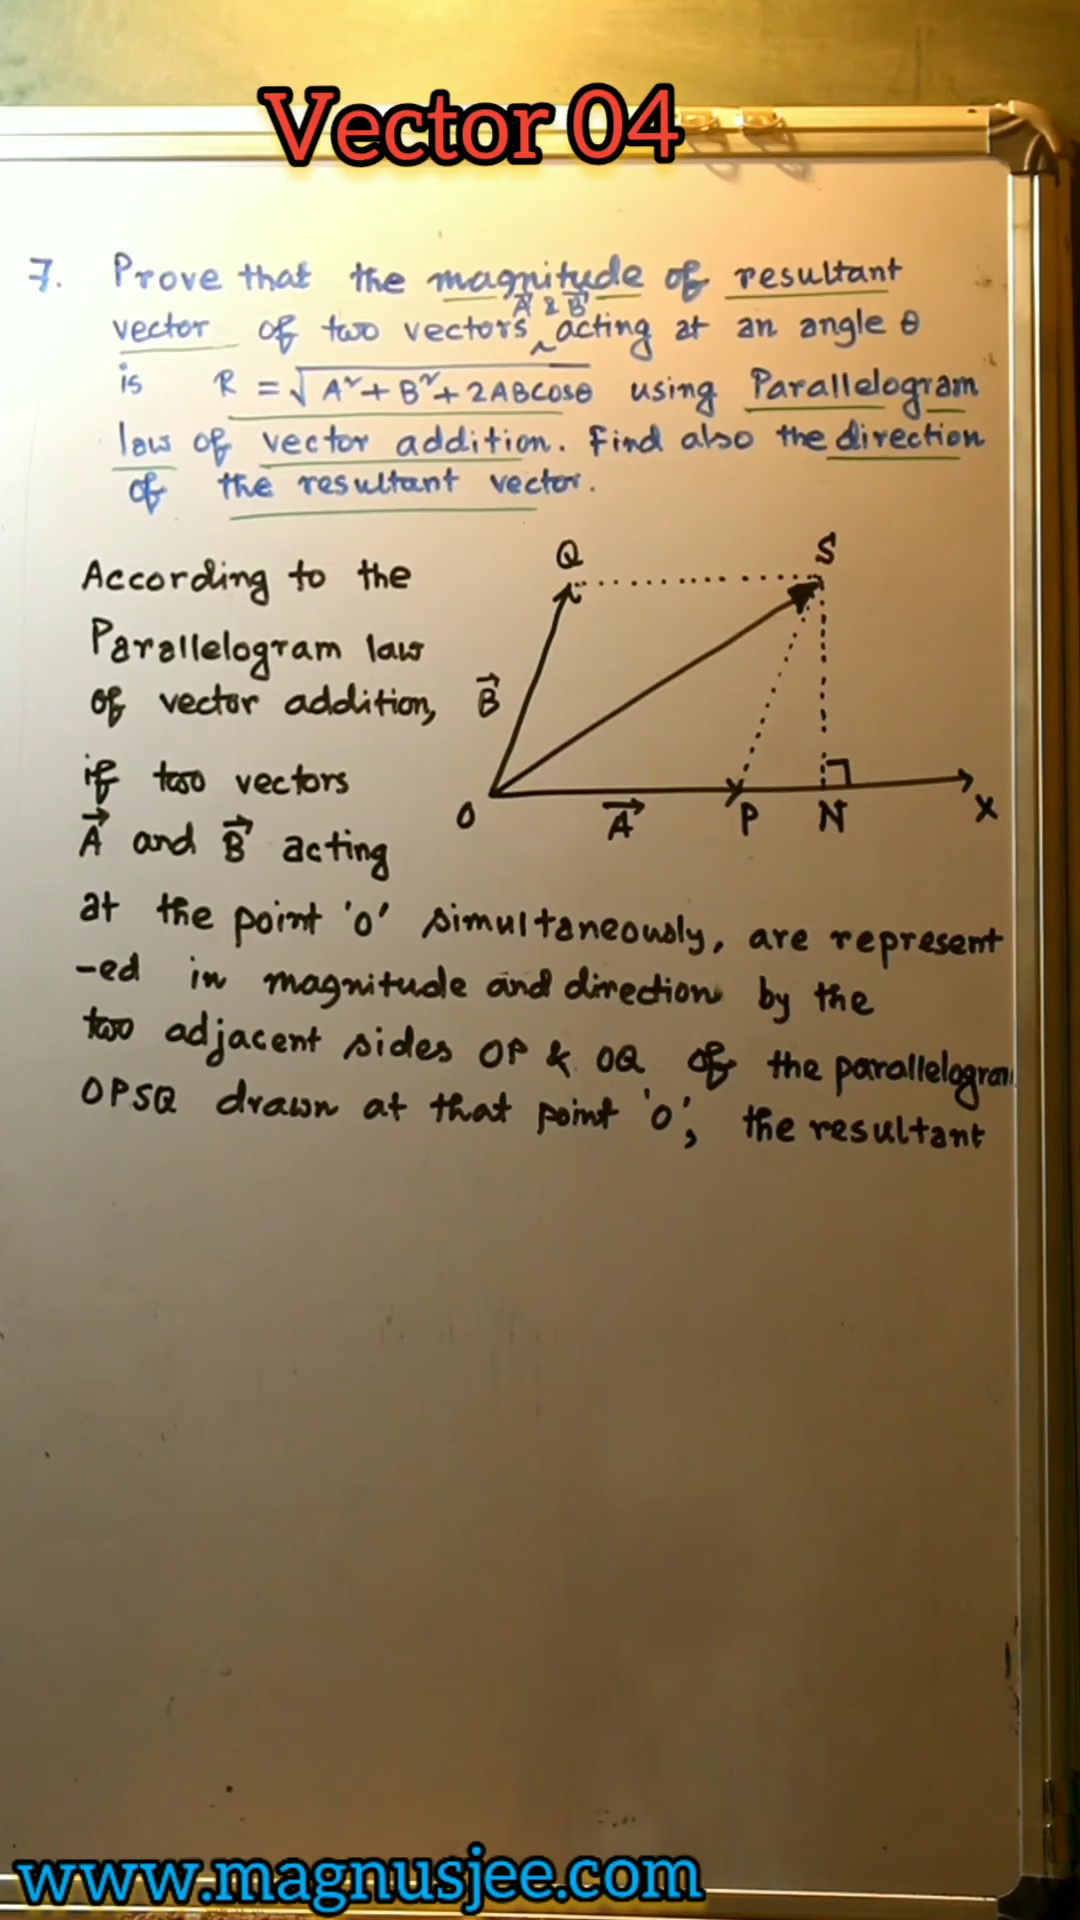 Vector 04
7. Prove that the magnitude of resultant
vector of two vectors A⃗ & B⃗ acting at an angle θ
is R = √A²+B²+2ABCosθ using Parallelogram
law of vector addition. Find also the direction
of the resultant vector.
According to the
Parallelogram law
of vector addition,
if two vectors
A⃗ and B⃗ acting
at the point 'O' simultaneously, are represent
-ed in magnitude and direction by the
two adjacent sides OP & OQ of the parallelogram
OPSQ drawn at that point 'O', the resultant
Q
S
B⃗
O
A⃗
P
N
X
www.magnusjee.com